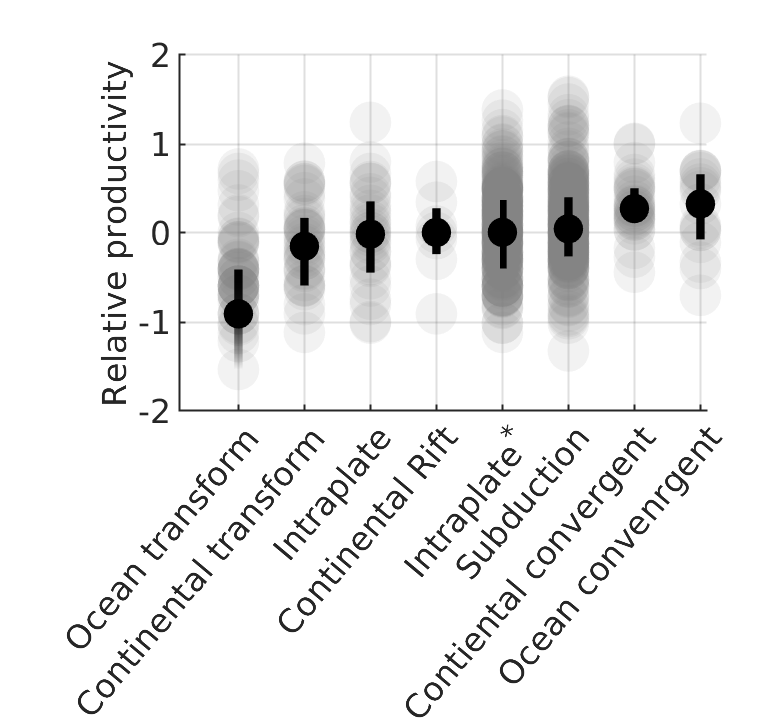 Relative productivity
2
1
0
-1
-2
Ocean transform
Continental transform
Intraplate
Continental Rift
Intraplate *
Subduction
Contiental convergent
Ocean convenrgent